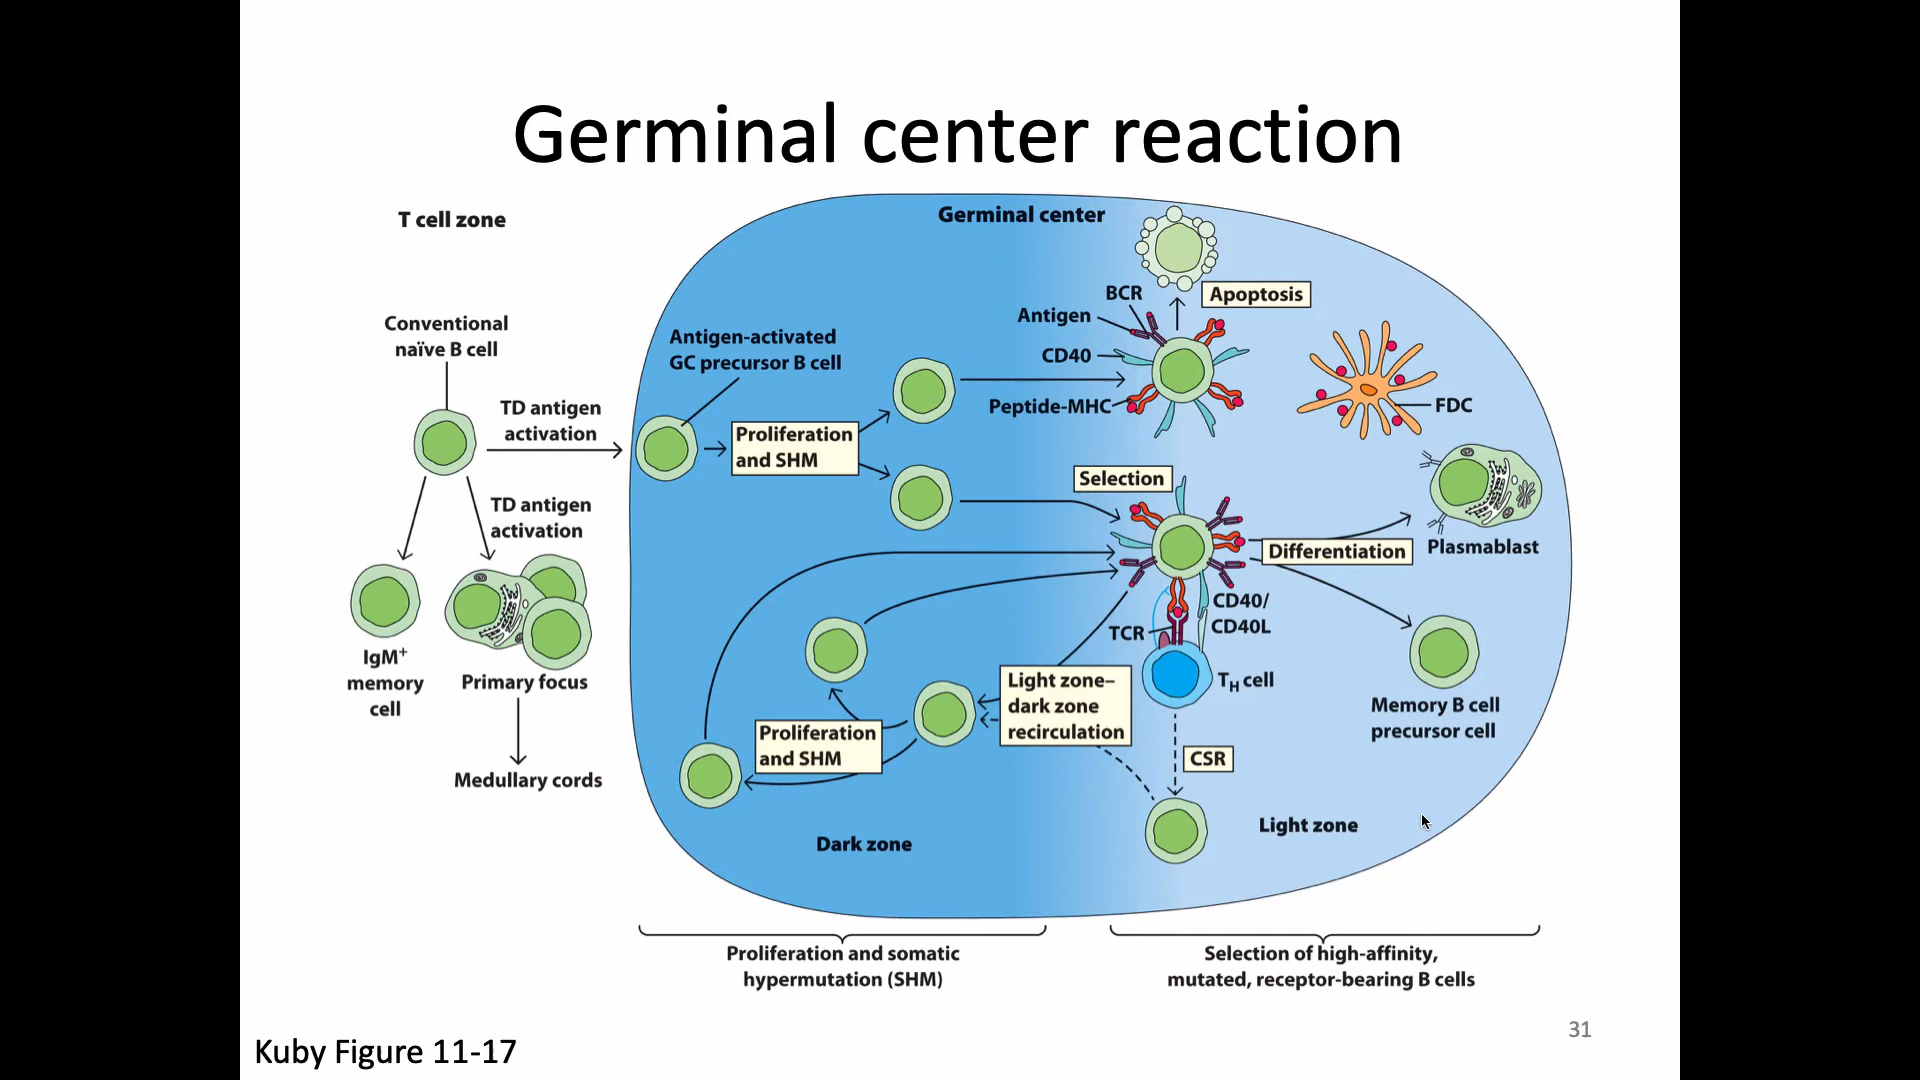 Germinal center reaction
T cell zone
Conventional
naïve B cell
TD antigen
activation
TD antigen
activation
IgM+
memory
cell
Primary focus
Medullary cords
Germinal center
Antigen-activated
GC precursor B cell
Proliferation
and SHM
BCR
Antigen
CD40
Peptide-MHC
Apoptosis
FDC
Selection
Differentiation
Plasmablast
CD40/
CD40L
TCR
TH cell
Memory B cell
precursor cell
Light zone–
dark zone
recirculation
Proliferation
and SHM
CSR
Dark zone
Light zone
Proliferation and somatic
hypermutation (SHM)
Selection of high-affinity,
mutated, receptor-bearing B cells
31
Kuby Figure 11-17